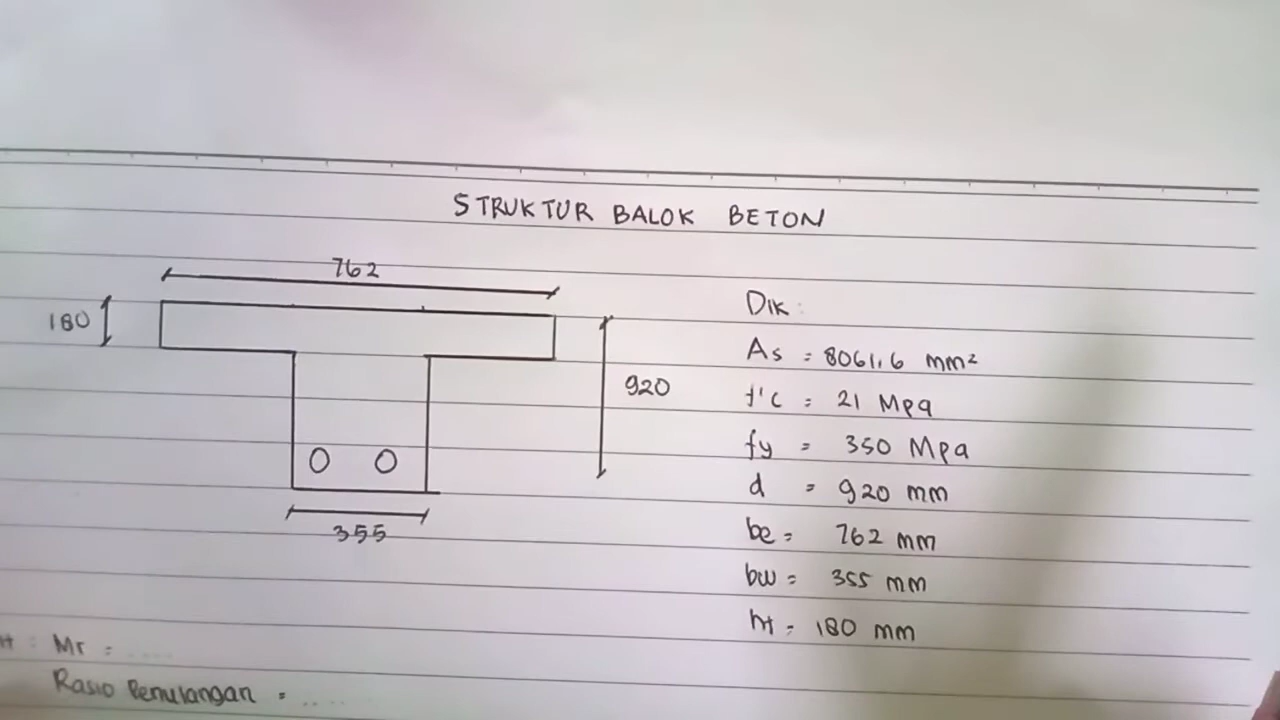 STRUKTUR BALOK BETON
762
180
920
355
Dik :
As = 8061,6 mm²
f'c = 21 Mpa
fy = 350 Mpa
d = 920 mm
be = 762 mm
bw = 355 mm
ht = 180 mm
Mr = ....
Rasio Penulangan = ....